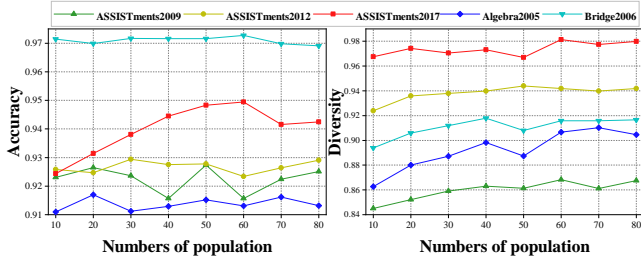 ASSISTments2009 ASSISTments2012 ASSISTments2017 Algebra2005 Bridge2006
Accuracy
0.97
0.96
0.95
0.94
0.93
0.92
0.91
10 20 30 40 50 60 70 80
Numbers of population
Diversity
0.98
0.96
0.94
0.92
0.90
0.88
0.86
0.84
10 20 30 40 50 60 70 80
Numbers of population